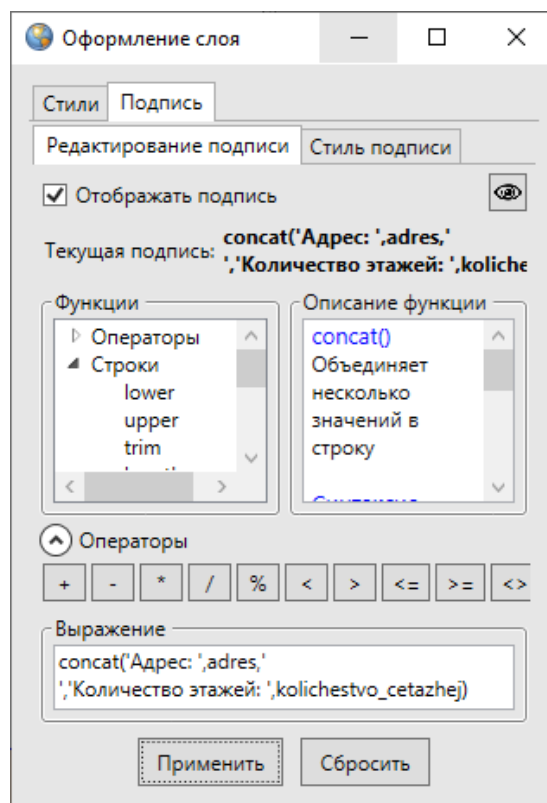 Оформление слоя
Стили
Подпись
Редактирование подписи
Стиль подписи
Отображать подпись
Текущая подпись:
concat('Адрес: ',adres,'
','Количество этажей: ',koliche
Функции
Операторы
Строки
lower
upper
trim
Описание функции
concat()
Объединяет
несколько
значений в
строку
Операторы
+ - * / % < > <= >= <>
Выражение
concat('Адрес: ',adres,'
','Количество этажей: ',kolichestvo_cetazhej)
Применить
Сбросить